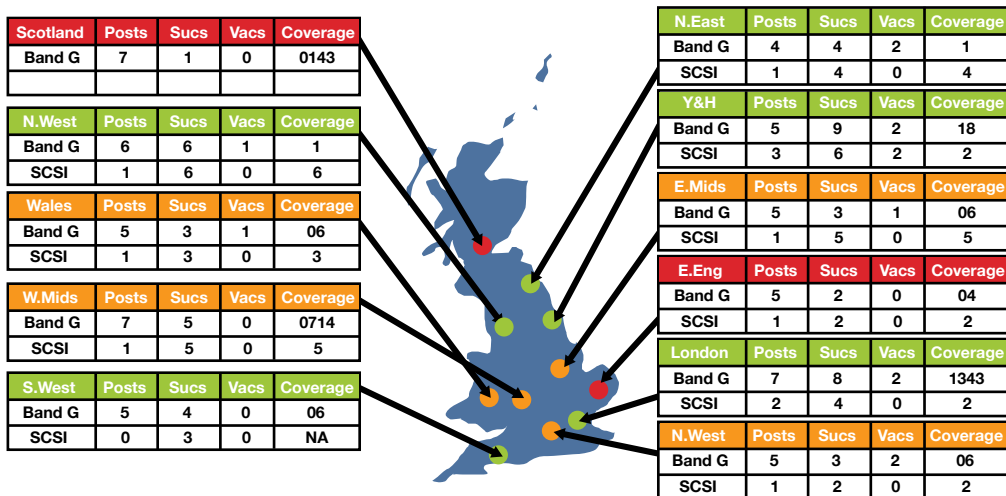 Scotland Posts Sucs Vacs Coverage
Band G 7 1 0 0143
N.West Posts Sucs Vacs Coverage
Band G 6 6 1 1
SCSI 1 6 0 6
Wales Posts Sucs Vacs Coverage
Band G 5 3 1 06
SCSI 1 3 0 3
W.Mids Posts Sucs Vacs Coverage
Band G 7 5 0 0714
SCSI 1 5 0 5
S.West Posts Sucs Vacs Coverage
Band G 5 4 0 06
SCSI 0 3 0 NA
N.East Posts Sucs Vacs Coverage
Band G 4 4 2 1
SCSI 1 4 0 4
Y&H Posts Sucs Vacs Coverage
Band G 5 9 2 18
SCSI 3 6 2 2
E.Mids Posts Sucs Vacs Coverage
Band G 5 3 1 06
SCSI 1 5 0 5
E.Eng Posts Sucs Vacs Coverage
Band G 5 2 0 04
SCSI 1 2 0 2
London Posts Sucs Vacs Coverage
Band G 7 8 2 1343
SCSI 2 4 0 2
N.West Posts Sucs Vacs Coverage
Band G 5 3 2 06
SCSI 1 2 0 2